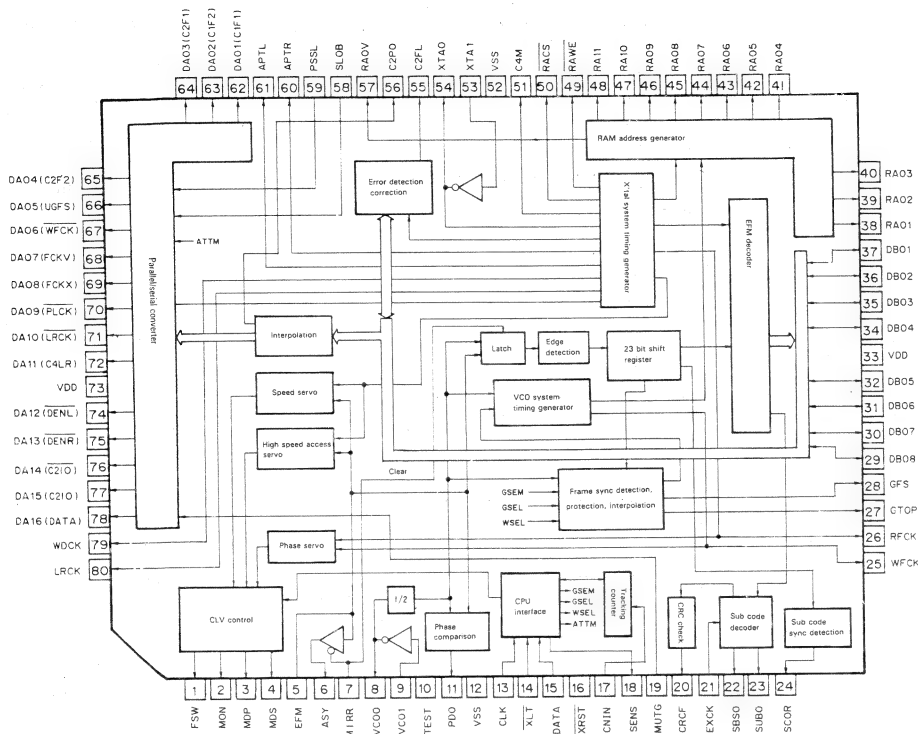 DA03(C2F1)
DA02(C1F2)
DA01(C1F1)
APTL
APTR
PSSL
SLOB
RAOV
C2PO
C2FL
XTAO
XTA1
VSS
C4M
RACS
RAWE
RA11
RA10
RA09
RA08
RA07
RA06
RA05
RA04
64 63 62 61 60 59 58 57 56 55 54 53 52 51 50 49 48 47 46 45 44 43 42 41
RAM address generator
DA04(C2F2) 65
DA05(UGFS) 66
DA06(WFCK) 67
DA07(FCKV) 68
DA08(FCKX) 69
DA09(PLCK) 70
DA10(LRCK) 71
DA11(C4LR) 72
VDD 73
DA12(DENL) 74
DA13(DENR) 75
DA14(C2IO) 76
DA15(C2IO) 77
DA16(DATA) 78
WDCK 79
LRCK 80
40 RA03
39 RA02
38 RA01
37 DB01
36 DB02
35 DB03
34 DB04
33 VDD
32 DB05
31 DB06
30 DB07
29 DB08
28 GFS
27 GTOP
26 RFCK
25 WFCK
Parallel/serial converter
ATTM
Error detection
correction
X'tal system timing generator
EFM decoder
Interpolation
Latch
Edge
detection
23 bit shift
register
Speed servo
VCO system
timing generator
High speed access
servo
Clear
GSEM
GSEL
WSEL
Frame sync detection,
protection, interpolation
Phase servo
CLV control
1/2
Phase
comparison
CPU
interface
GSEM
GSEL
WSEL
ATTM
Tracking
counter
CRC check
Sub code
decoder
Sub code
sync detection
1 2 3 4 5 6 7 8 9 10 11 12 13 14 15 16 17 18 19 20 21 22 23 24
FSW
MON
MDP
MDS
EFM
ASY
MIRR
VCO0
VCO1
TEST
PDO
VSS
CLK
XLT
DATA
XRST
CNIN
SENS
MUTG
CRCF
EXCK
SBSO
SUBO
SCOR